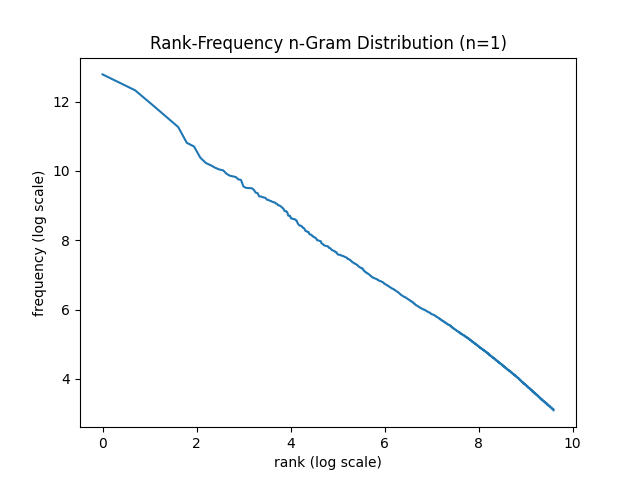 Rank-Frequency n-Gram Distribution (n=1)
frequency (log scale)
12
10
8
6
4
0 2 4 6 8 10
rank (log scale)